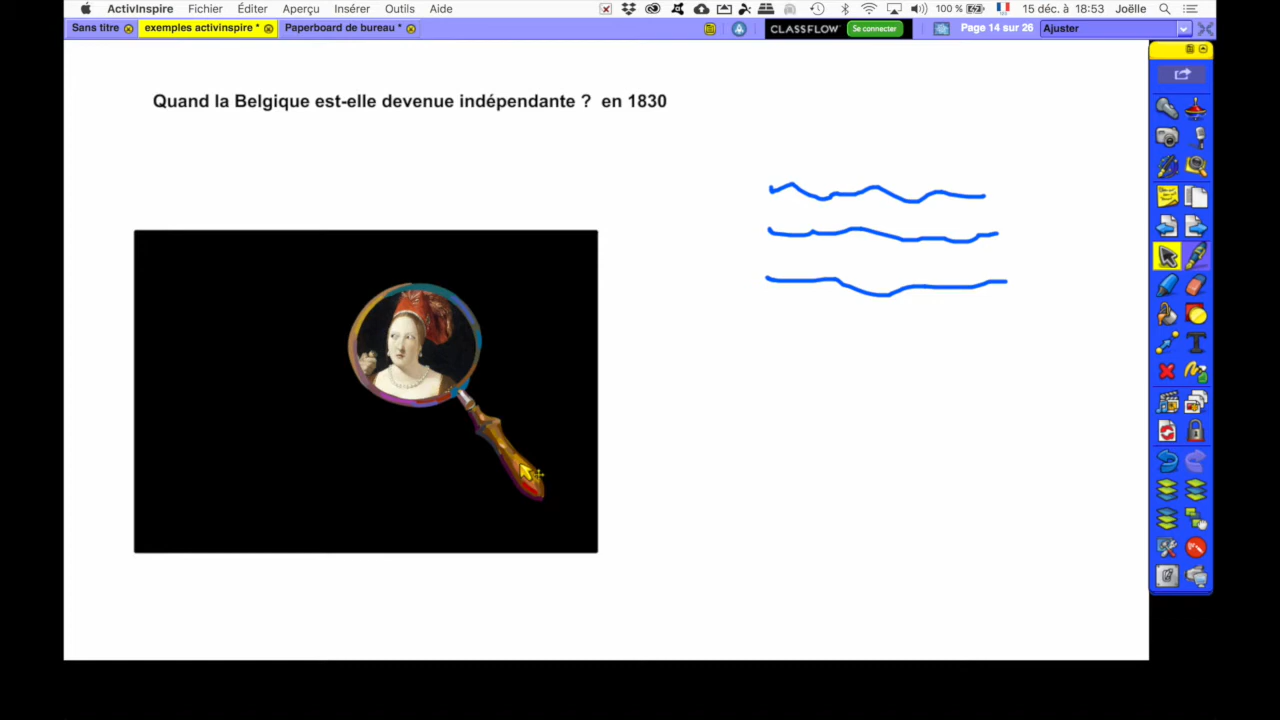 ActivInspire Fichier Éditer Aperçu Insérer Outils Aide 100 % 15 déc. à 18:53 Joëlle
Sans titre exemples activinspire * Paperboard de bureau * CLASSFLOW Se connecter Page 14 sur 26 Ajuster
Quand la Belgique est-elle devenue indépendante ? en 1830